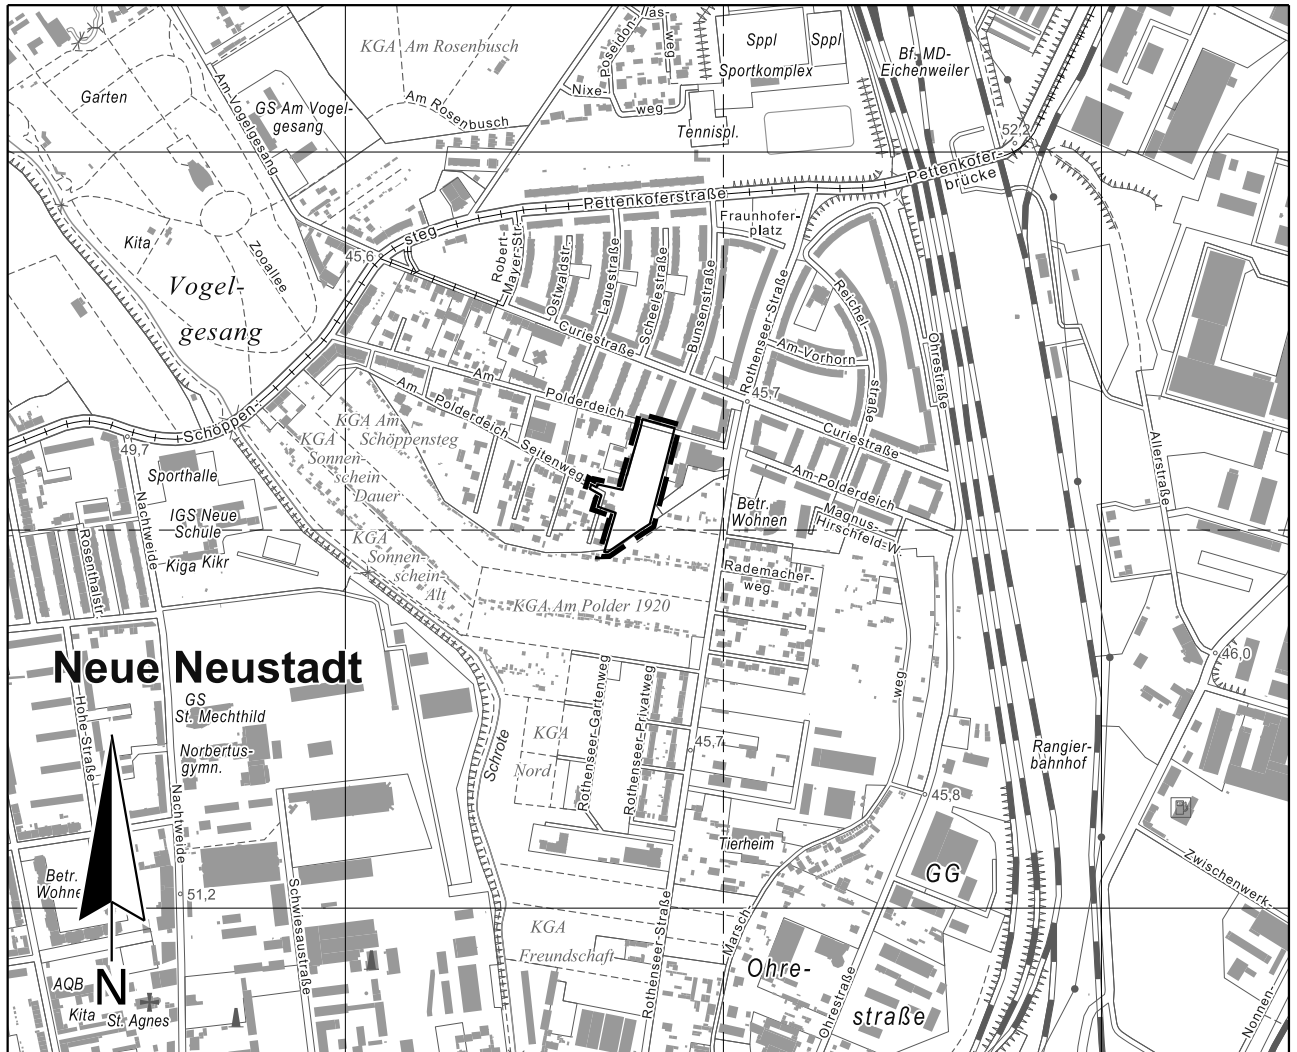 KGA Am Rosenbusch
Poseidon-
las-
weg
Sppl
Sppl
Sportkomplex
Bf. MD-
Eichenweiler
Garten
Am Vogelgesang
GS Am Vogel-
gesang
Am Rosenbusch
Nixe-
weg
Tennispl.
52,2
Pettenkofer-
brücke
Pettenkoferstraße
Fraunhofer-
platz
Kita
Zooallee
45,6
steg
Robert-
Mayer-Str.
Ostwaldstr.
Lauestraße
Scheelestraße
Bunsenstraße
Rothenseer-Straße
Reichel-
straße
Ohrestraße
Vogel-
gesang
Curiestraße
Am-Vorhorn
Am
Polderdeich
Am
Polderdeich
Seitenweg
45,7
Curiestraße
KGA Am
Schöppensteg
KGA
Sonnen-
schein
Dauer
Schöppen-
49,7
Sporthalle
Nachtweide
IGS Neue
Schule
Kiga
Kikr
Rosenthalstr.
Betr.
Wohnen
Am-Polderdeich
Magnus-
Hirschfeld-W.
Allerstraße
KGA
Sonnen-
schein-
Alt
Rademacher-
weg
KGA Am Polder 1920
Neue Neustadt
46,0
GS
St. Mechthild
Hohe-Straße
Norbertus-
gymn.
Schrote
KGA
Nord
Rothenseer-Gartenweg
Rothenseer-Privatweg
45,7
weg
Rangier-
bahnhof
45,8
Nachtweide
Tierheim
GG
Zwischenwerk-
Betr.
Wohne
51,2
Schwiesaustraße
KGA
Freundschaft
Rothenseer-Straße
Marsch-
Ohre-
straße
Ohrestraße
Nonnen-
AQB
N
Kita
St. Agnes